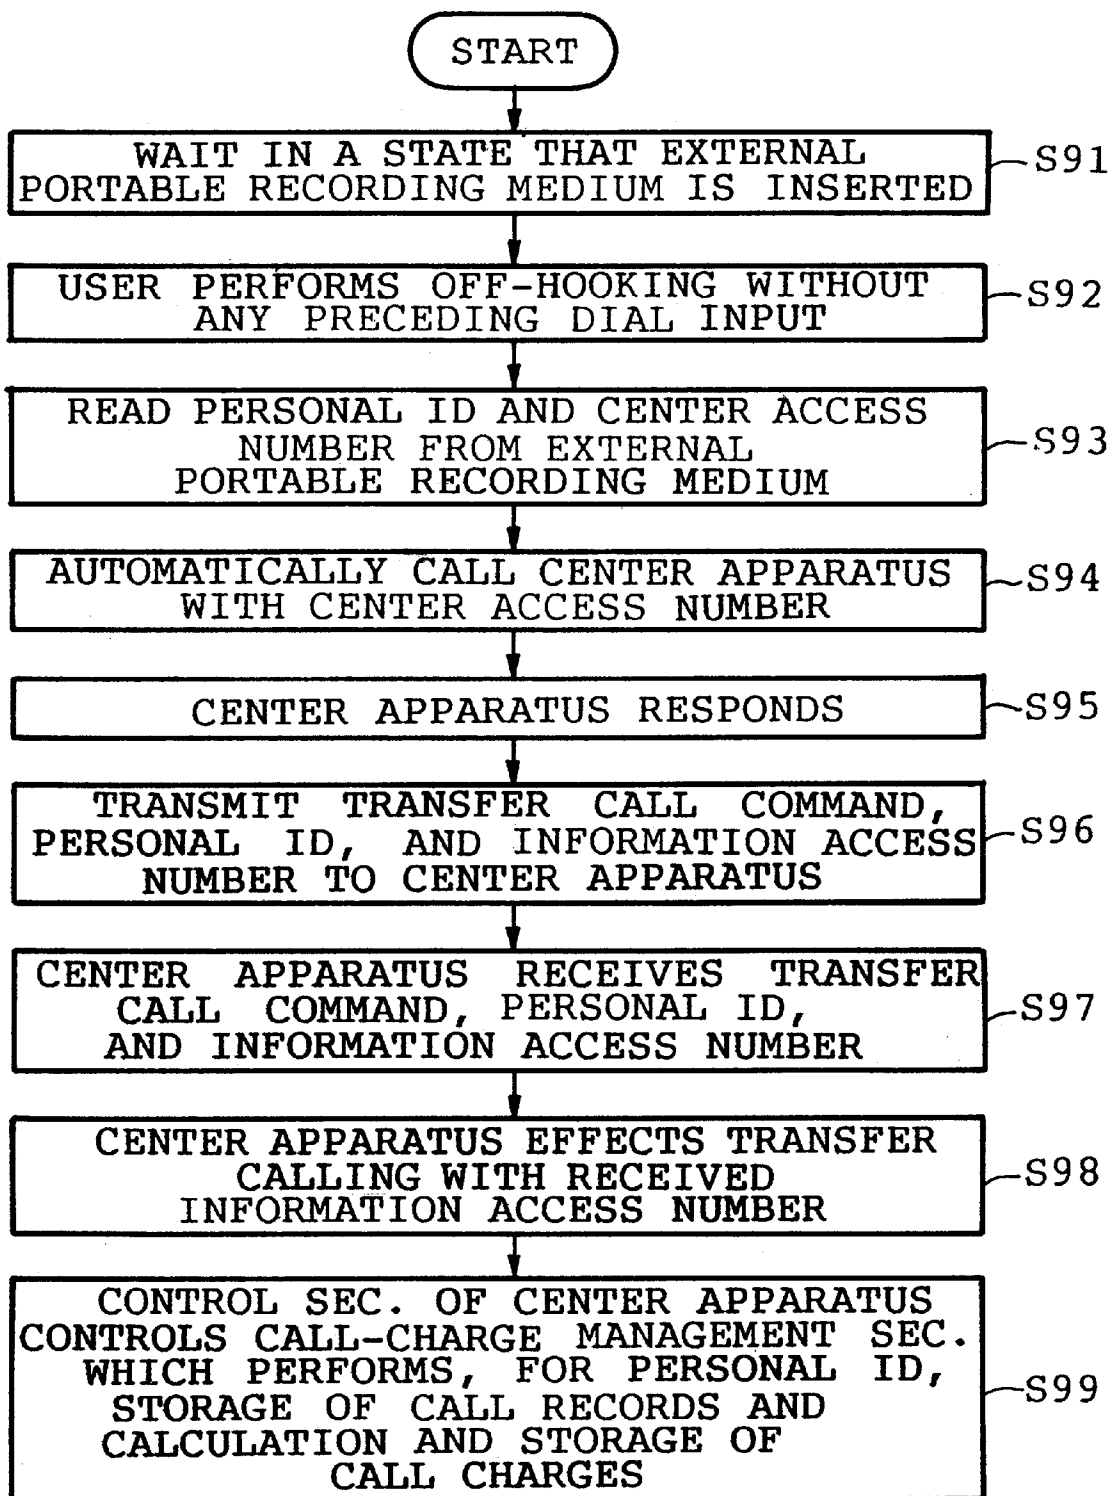 START
WAIT IN A STATE THAT EXTERNAL
PORTABLE RECORDING MEDIUM IS INSERTED
S91
USER PERFORMS OFF-HOOKING WITHOUT
ANY PRECEDING DIAL INPUT
S92
READ PERSONAL ID AND CENTER ACCESS
NUMBER FROM EXTERNAL
PORTABLE RECORDING MEDIUM
S93
AUTOMATICALLY CALL CENTER APPARATUS
WITH CENTER ACCESS NUMBER
S94
CENTER APPARATUS RESPONDS
S95
TRANSMIT TRANSFER CALL COMMAND,
PERSONAL ID, AND INFORMATION ACCESS
NUMBER TO CENTER APPARATUS
S96
CENTER APPARATUS RECEIVES TRANSFER
CALL COMMAND, PERSONAL ID,
AND INFORMATION ACCESS NUMBER
S97
CENTER APPARATUS EFFECTS TRANSFER
CALLING WITH RECEIVED
INFORMATION ACCESS NUMBER
S98
CONTROL SEC. OF CENTER APPARATUS
CONTROLS CALL-CHARGE MANAGEMENT SEC.
WHICH PERFORMS, FOR PERSONAL ID,
STORAGE OF CALL RECORDS AND
CALCULATION AND STORAGE OF
CALL CHARGES
S99